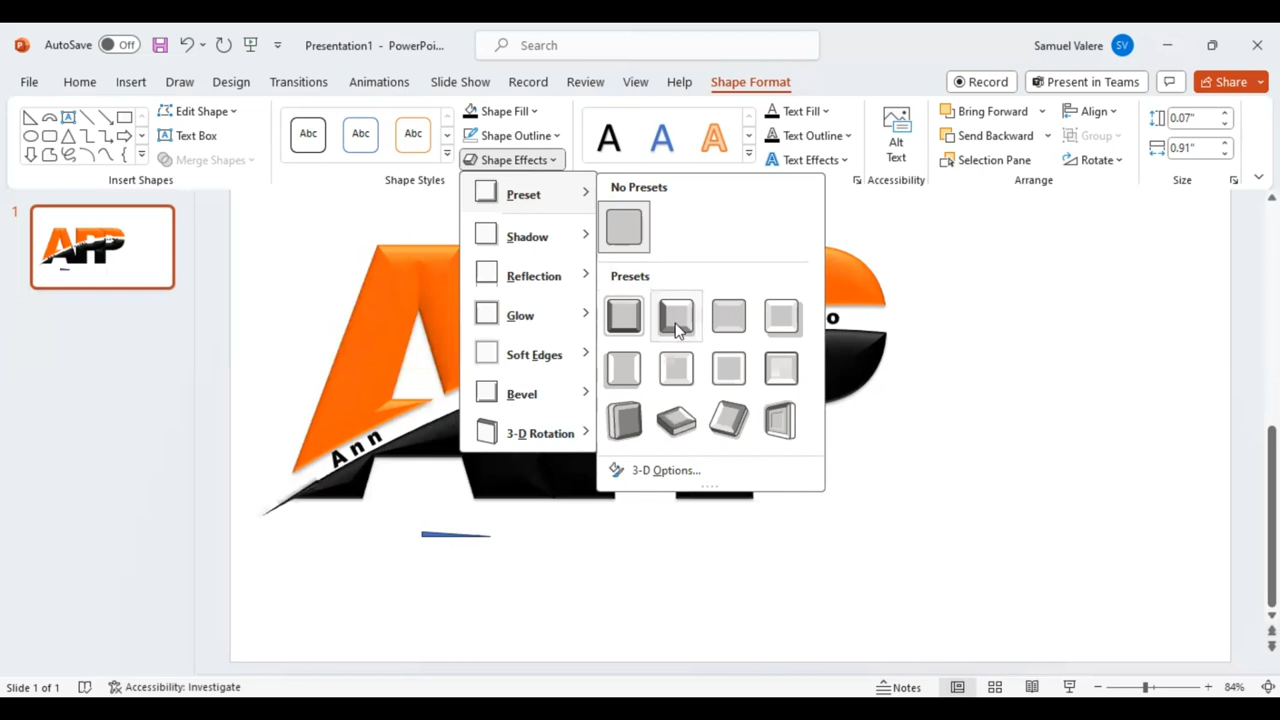 AutoSave Off Presentation1 - PowerPoi... Search Samuel Valere SV
File Home Insert Draw Design Transitions Animations Slide Show Record Review View Help Shape Format Record Present in Teams Share
Edit Shape Abc Abc Abc Shape Fill A A A Text Fill Alt Text Bring Forward Align 0.07"
Text Box Shape Outline Text Outline Send Backward Group 0.91"
Merge Shapes Shape Effects Text Effects Selection Pane Rotate
Insert Shapes Shape Styles Accessibility Arrange Size
Preset
Shadow
Reflection
Glow
Soft Edges
Bevel
3-D Rotation
No Presets
Presets
3-D Options...
1
APP
A
Ann
o
Slide 1 of 1 Accessibility: Investigate Notes 84%